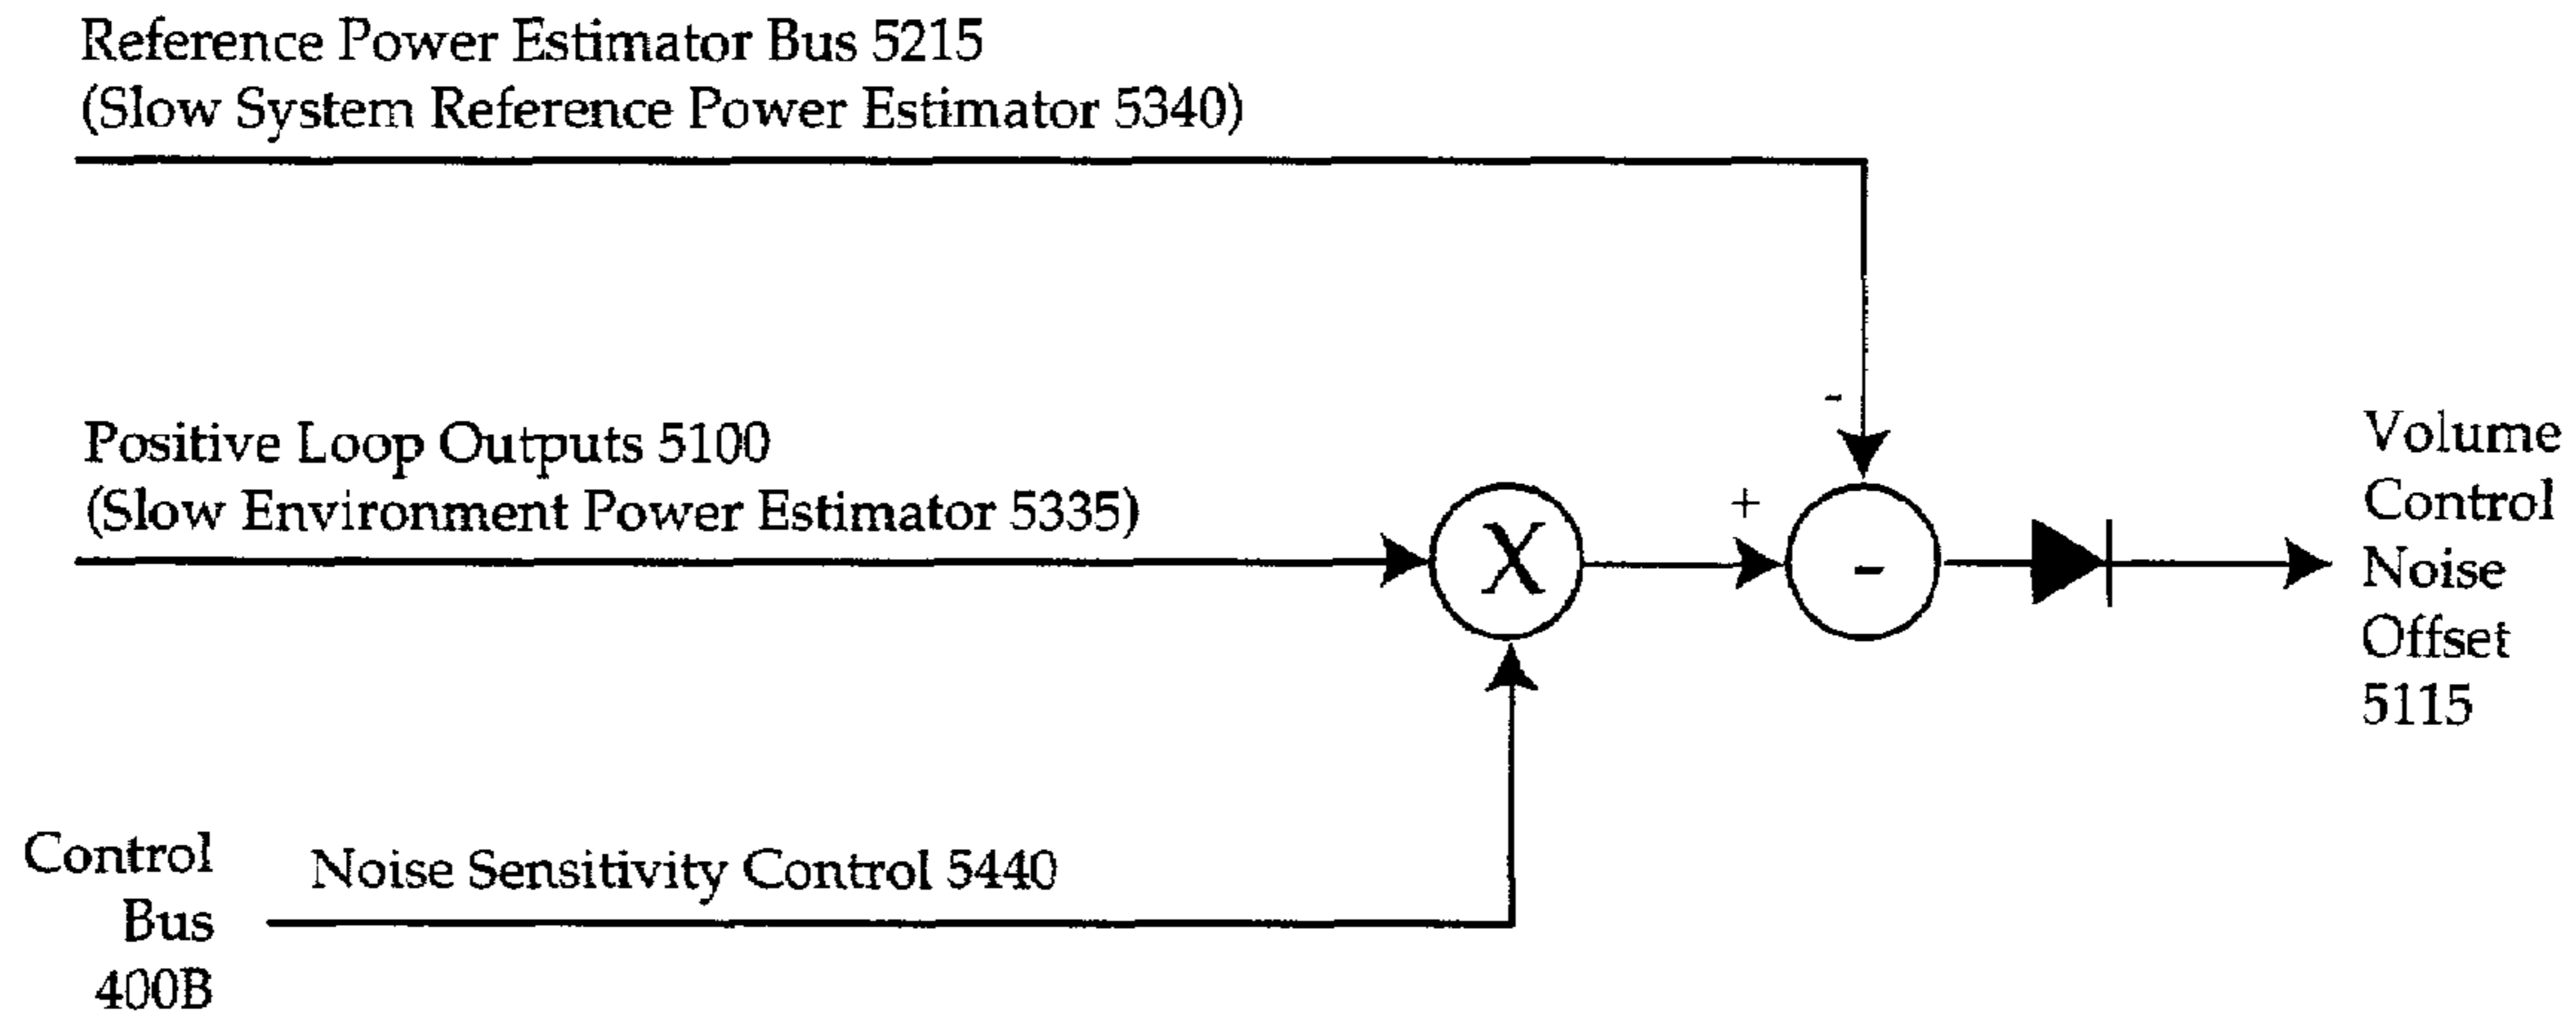 Reference Power Estimator Bus 5215
(Slow System Reference Power Estimator 5340)
-
Positive Loop Outputs 5100
(Slow Environment Power Estimator 5335)
X
+
-
Volume
Control
Noise
Offset
5115
Control
Bus
400B
Noise Sensitivity Control 5440